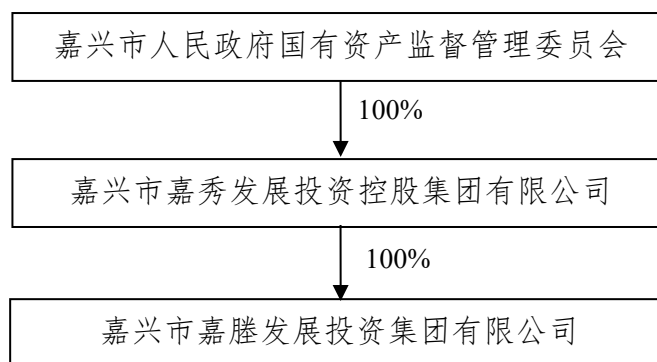 嘉兴市人民政府国有资产监督管理委员会
100%
嘉兴市嘉秀发展投资控股集团有限公司
100%
嘉兴市嘉塍发展投资集团有限公司